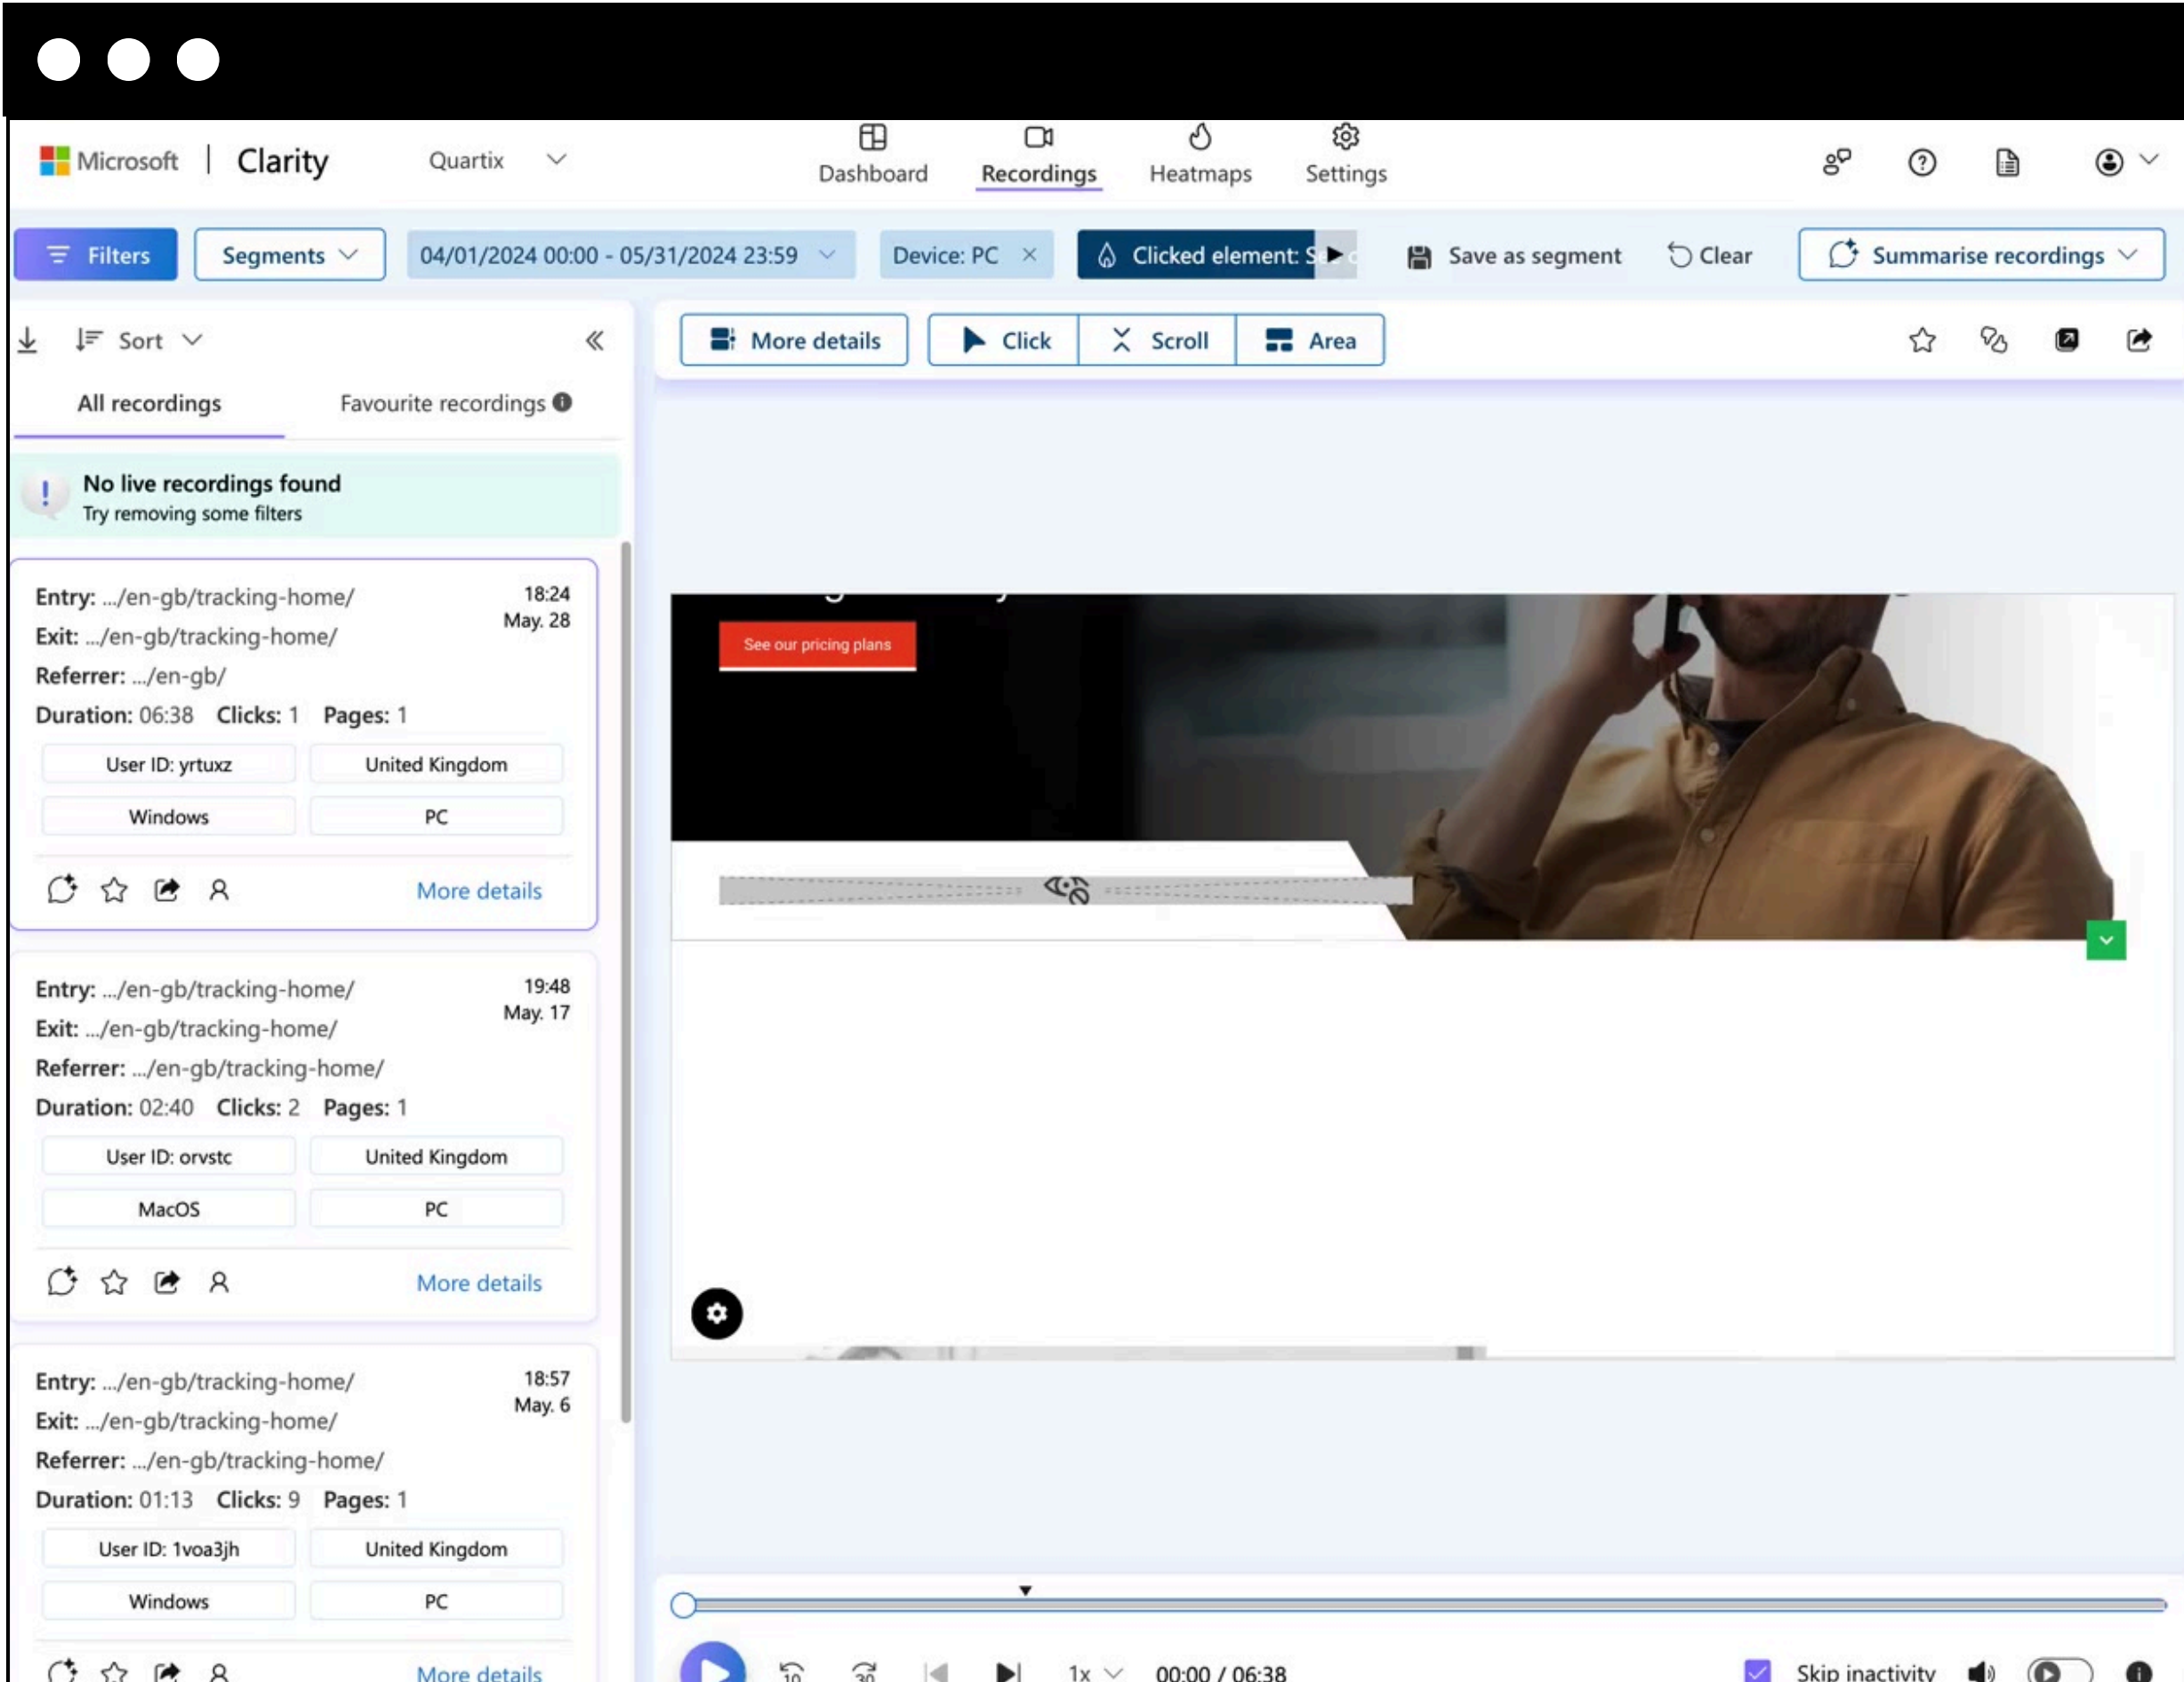 Microsoft | Clarity
Quartix
Dashboard
Recordings
Heatmaps
Settings
Filters
Segments
04/01/2024 00:00 - 05/31/2024 23:59
Device: PC
Clicked element:
Save as segment
Clear
Summarise recordings
Sort
More details
Click
Scroll
Area
All recordings
Favourite recordings
No live recordings found
Try removing some filters
Entry: .../en-gb/tracking-home/
18:24
May. 28
Exit: .../en-gb/tracking-home/
Referrer: .../en-gb/
Duration: 06:38 Clicks: 1 Pages: 1
User ID: yrtuxz
United Kingdom
Windows
PC
More details
Entry: .../en-gb/tracking-home/
19:48
May. 17
Exit: .../en-gb/tracking-home/
Referrer: .../en-gb/tracking-home/
Duration: 02:40 Clicks: 2 Pages: 1
User ID: orvstc
United Kingdom
MacOS
PC
More details
Entry: .../en-gb/tracking-home/
18:57
May. 6
Exit: .../en-gb/tracking-home/
Referrer: .../en-gb/tracking-home/
Duration: 01:13 Clicks: 9 Pages: 1
User ID: 1voa3jh
United Kingdom
Windows
PC
More details
See our pricing plans
10
30
1x
00:00 / 06:38
Skip inactivity